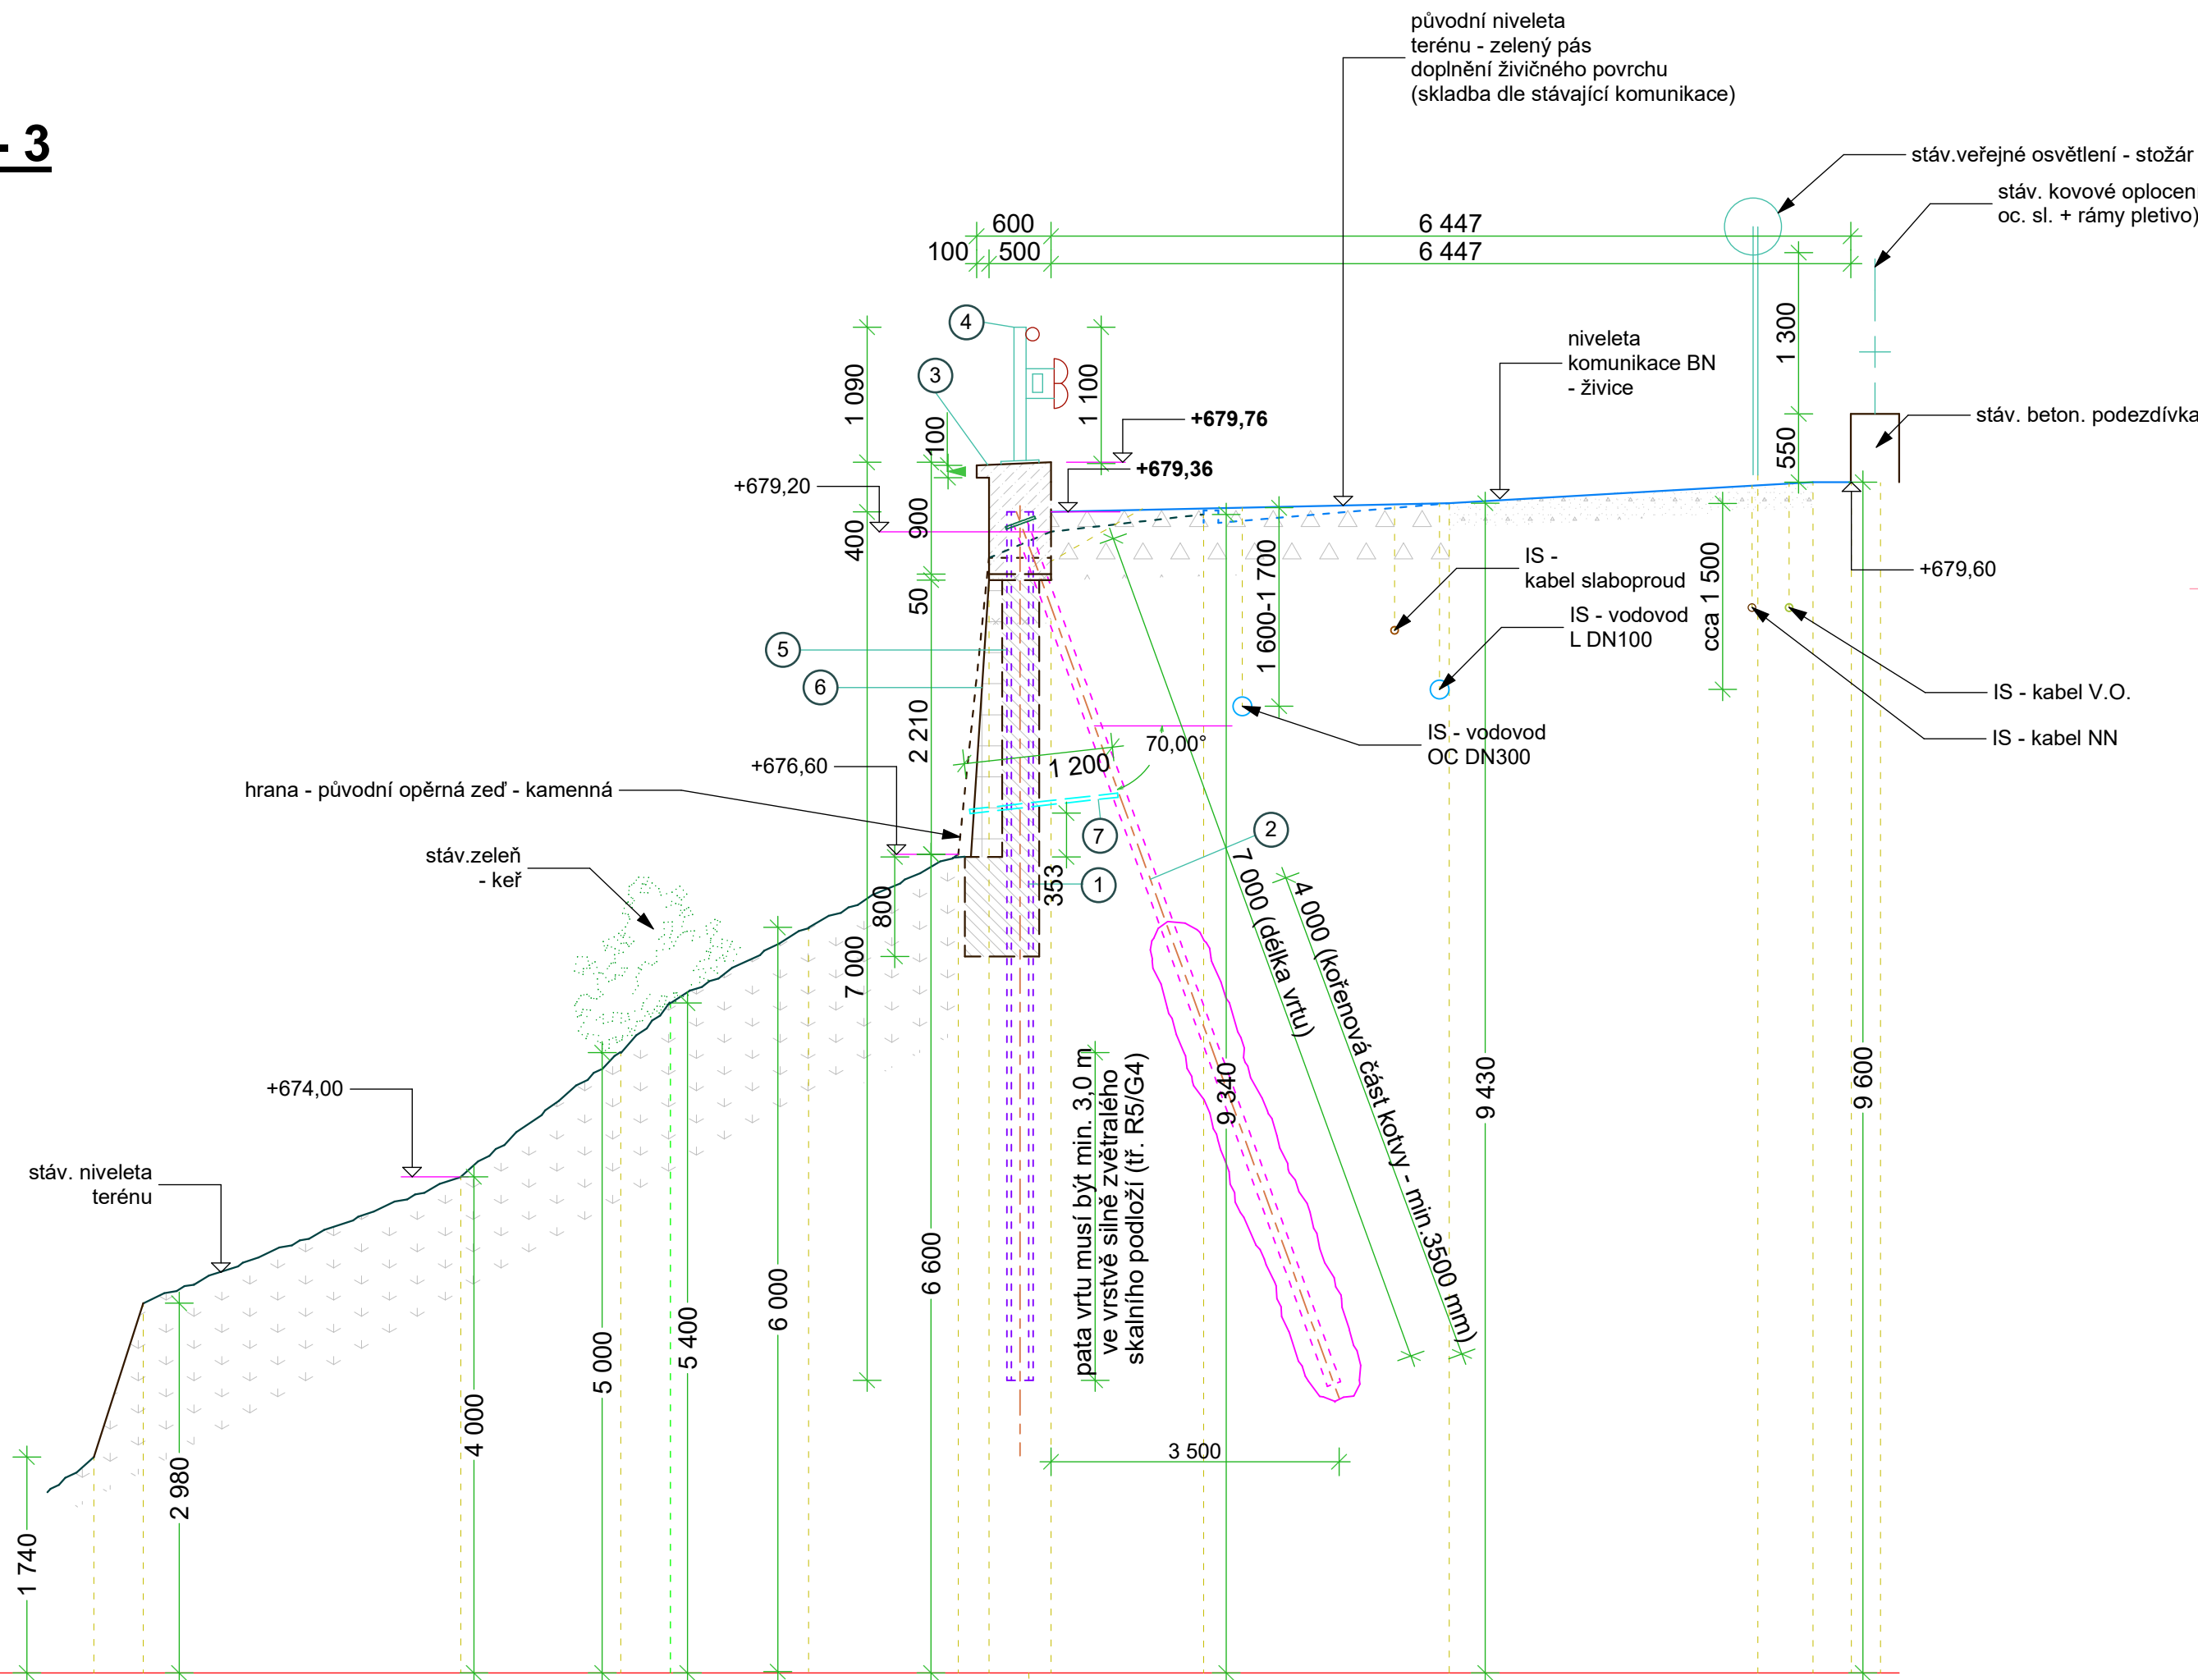 - 3
původní niveleta
terénu - zelený pás
doplnění živičného povrchu
(skladba dle stávající komunikace)
stáv.veřejné osvětlení - stožár
stáv. kovové oplocen
oc. sl. + rámy pletivo)
600
6 447
100
500
6 447
1 300
4
3
1 090
1 100
100
niveleta
komunikace BN
- živice
+679,76
+679,36
stáv. beton. podezdívka
550
+679,20
400
900
50
1 600-1 700
IS -
kabel slaboproud
cca 1 500
+679,60
IS - vodovod
L DN100
5
6
2 210
IS - kabel V.O.
IS - vodovod
OC DN300
IS - kabel NN
70,00°
1 200
+676,60
hrana - původní opěrná zeď - kamenná
7
2
stáv.zeleň
- keř
800
353
1
7 000
7 000 (délka vrtu)
4 000 (kořenová část kotvy - min.3500 mm)
+674,00
pata vrtu musí být min. 3,0 m
ve vrstvě silně zvětralého
skalního podloží (tř. R5/G4)
9 340
9 430
9 600
stáv. niveleta
terénu
6 600
6 000
5 400
5 000
4 000
3 500
2 980
1 740